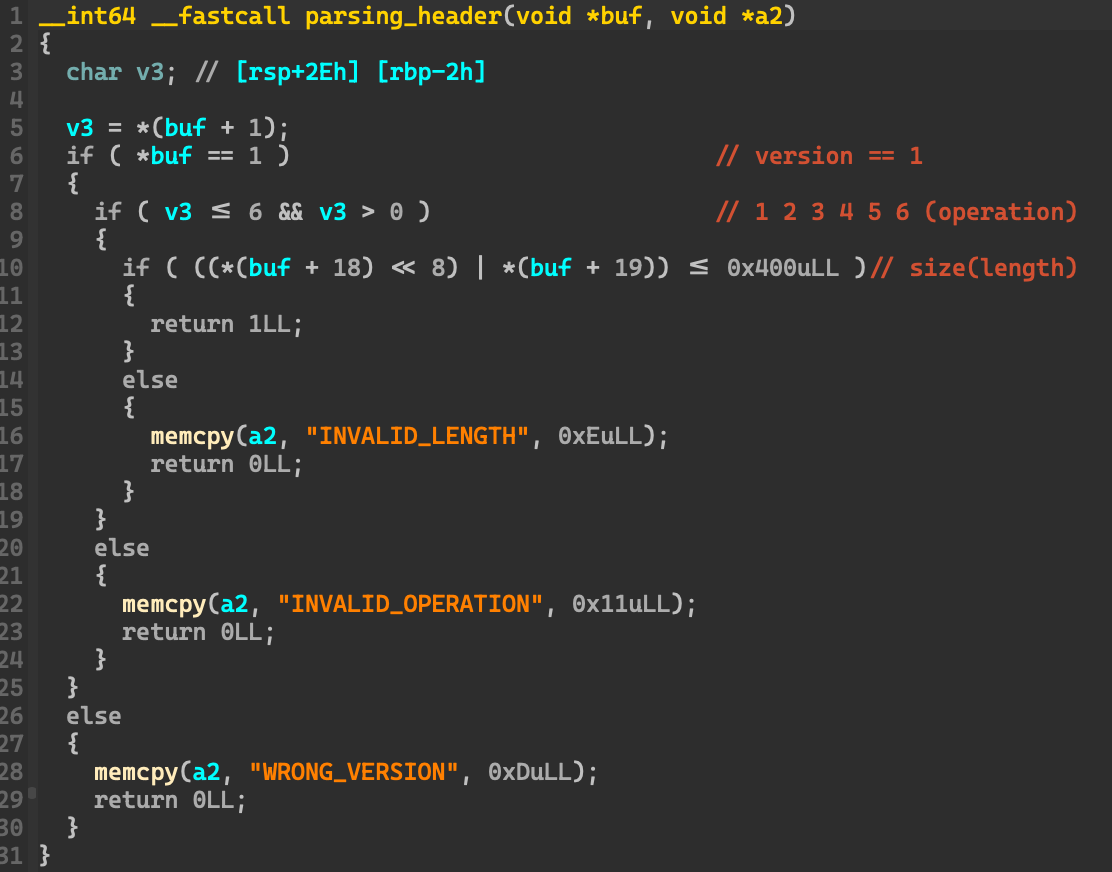 1 __int64 __fastcall parsing_header(void *buf, void *a2)
2 {
3   char v3; // [rsp+2Eh] [rbp-2h]
4
5   v3 = *(buf + 1);
6   if ( *buf == 1 )                              // version == 1
7   {
8     if ( v3 ≤ 6 && v3 > 0 )                     // 1 2 3 4 5 6 (operation)
9     {
10       if ( ((*(buf + 18) ≪ 8) | *(buf + 19)) ≤ 0x400uLL )// size(length)
11       {
12         return 1LL;
13       }
14       else
15       {
16         memcpy(a2, "INVALID_LENGTH", 0xEuLL);
17         return 0LL;
18       }
19     }
20     else
21     {
22       memcpy(a2, "INVALID_OPERATION", 0x11uLL);
23       return 0LL;
24     }
25   }
26   else
27   {
28     memcpy(a2, "WRONG_VERSION", 0xDuLL);
29     return 0LL;
30   }
31 }